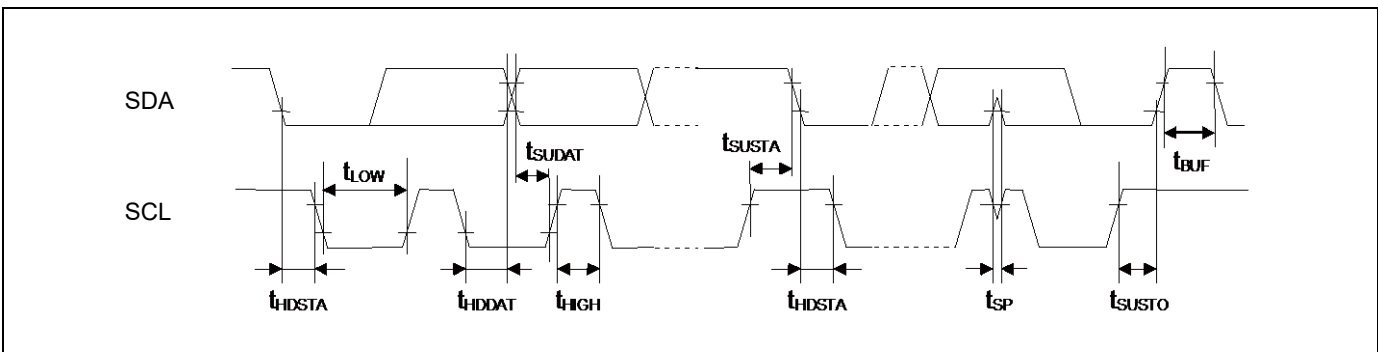 SDA
tSUSTA
tSUDAT
tBUF
tLOW
SCL
tHDSTA
tHDDAT
tHIGH
tHDSTA
tSP
tSUSTO